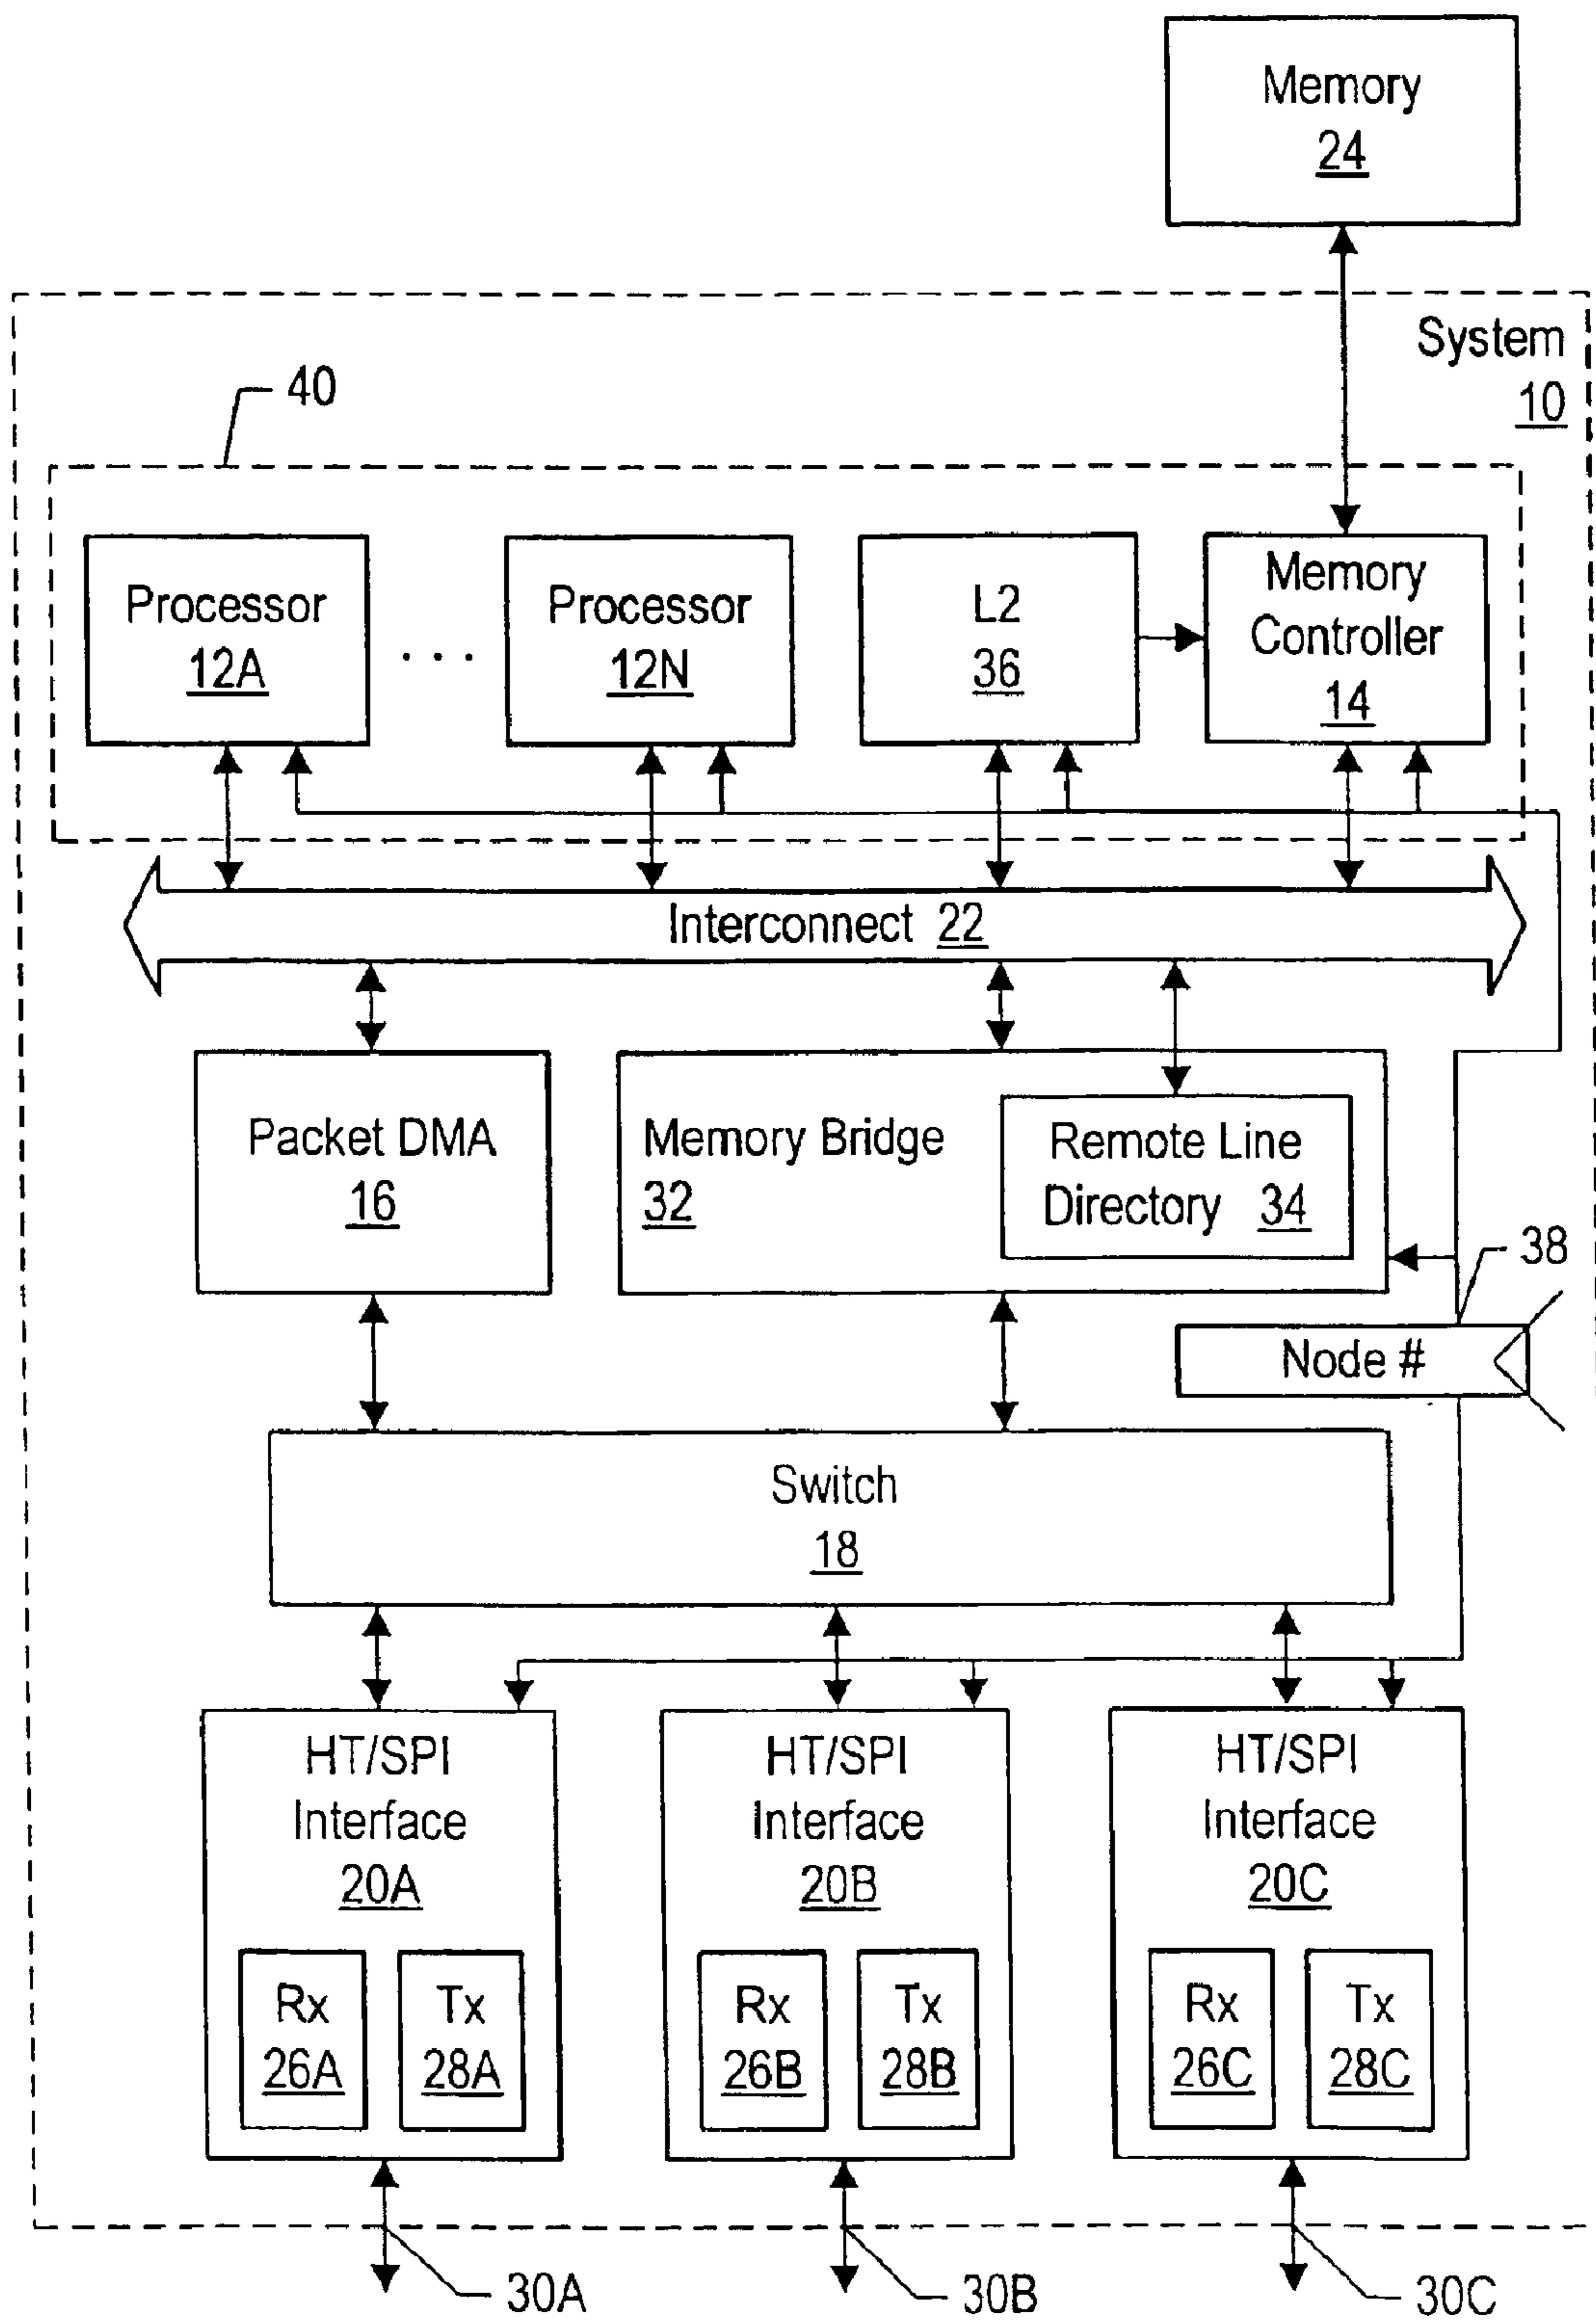 Memory
24
System
10
40
Processor
12A
. . .
Processor
12N
L2
36
Memory
Controller
14
Interconnect 22
Packet DMA
16
Memory Bridge
32
Remote Line
Directory 34
38
Node #
Switch
18
HT/SPI
Interface
20A
Rx
26A
Tx
28A
HT/SPI
Interface
20B
Rx
26B
Tx
28B
HT/SPI
Interface
20C
Rx
26C
Tx
28C
30A
30B
30C